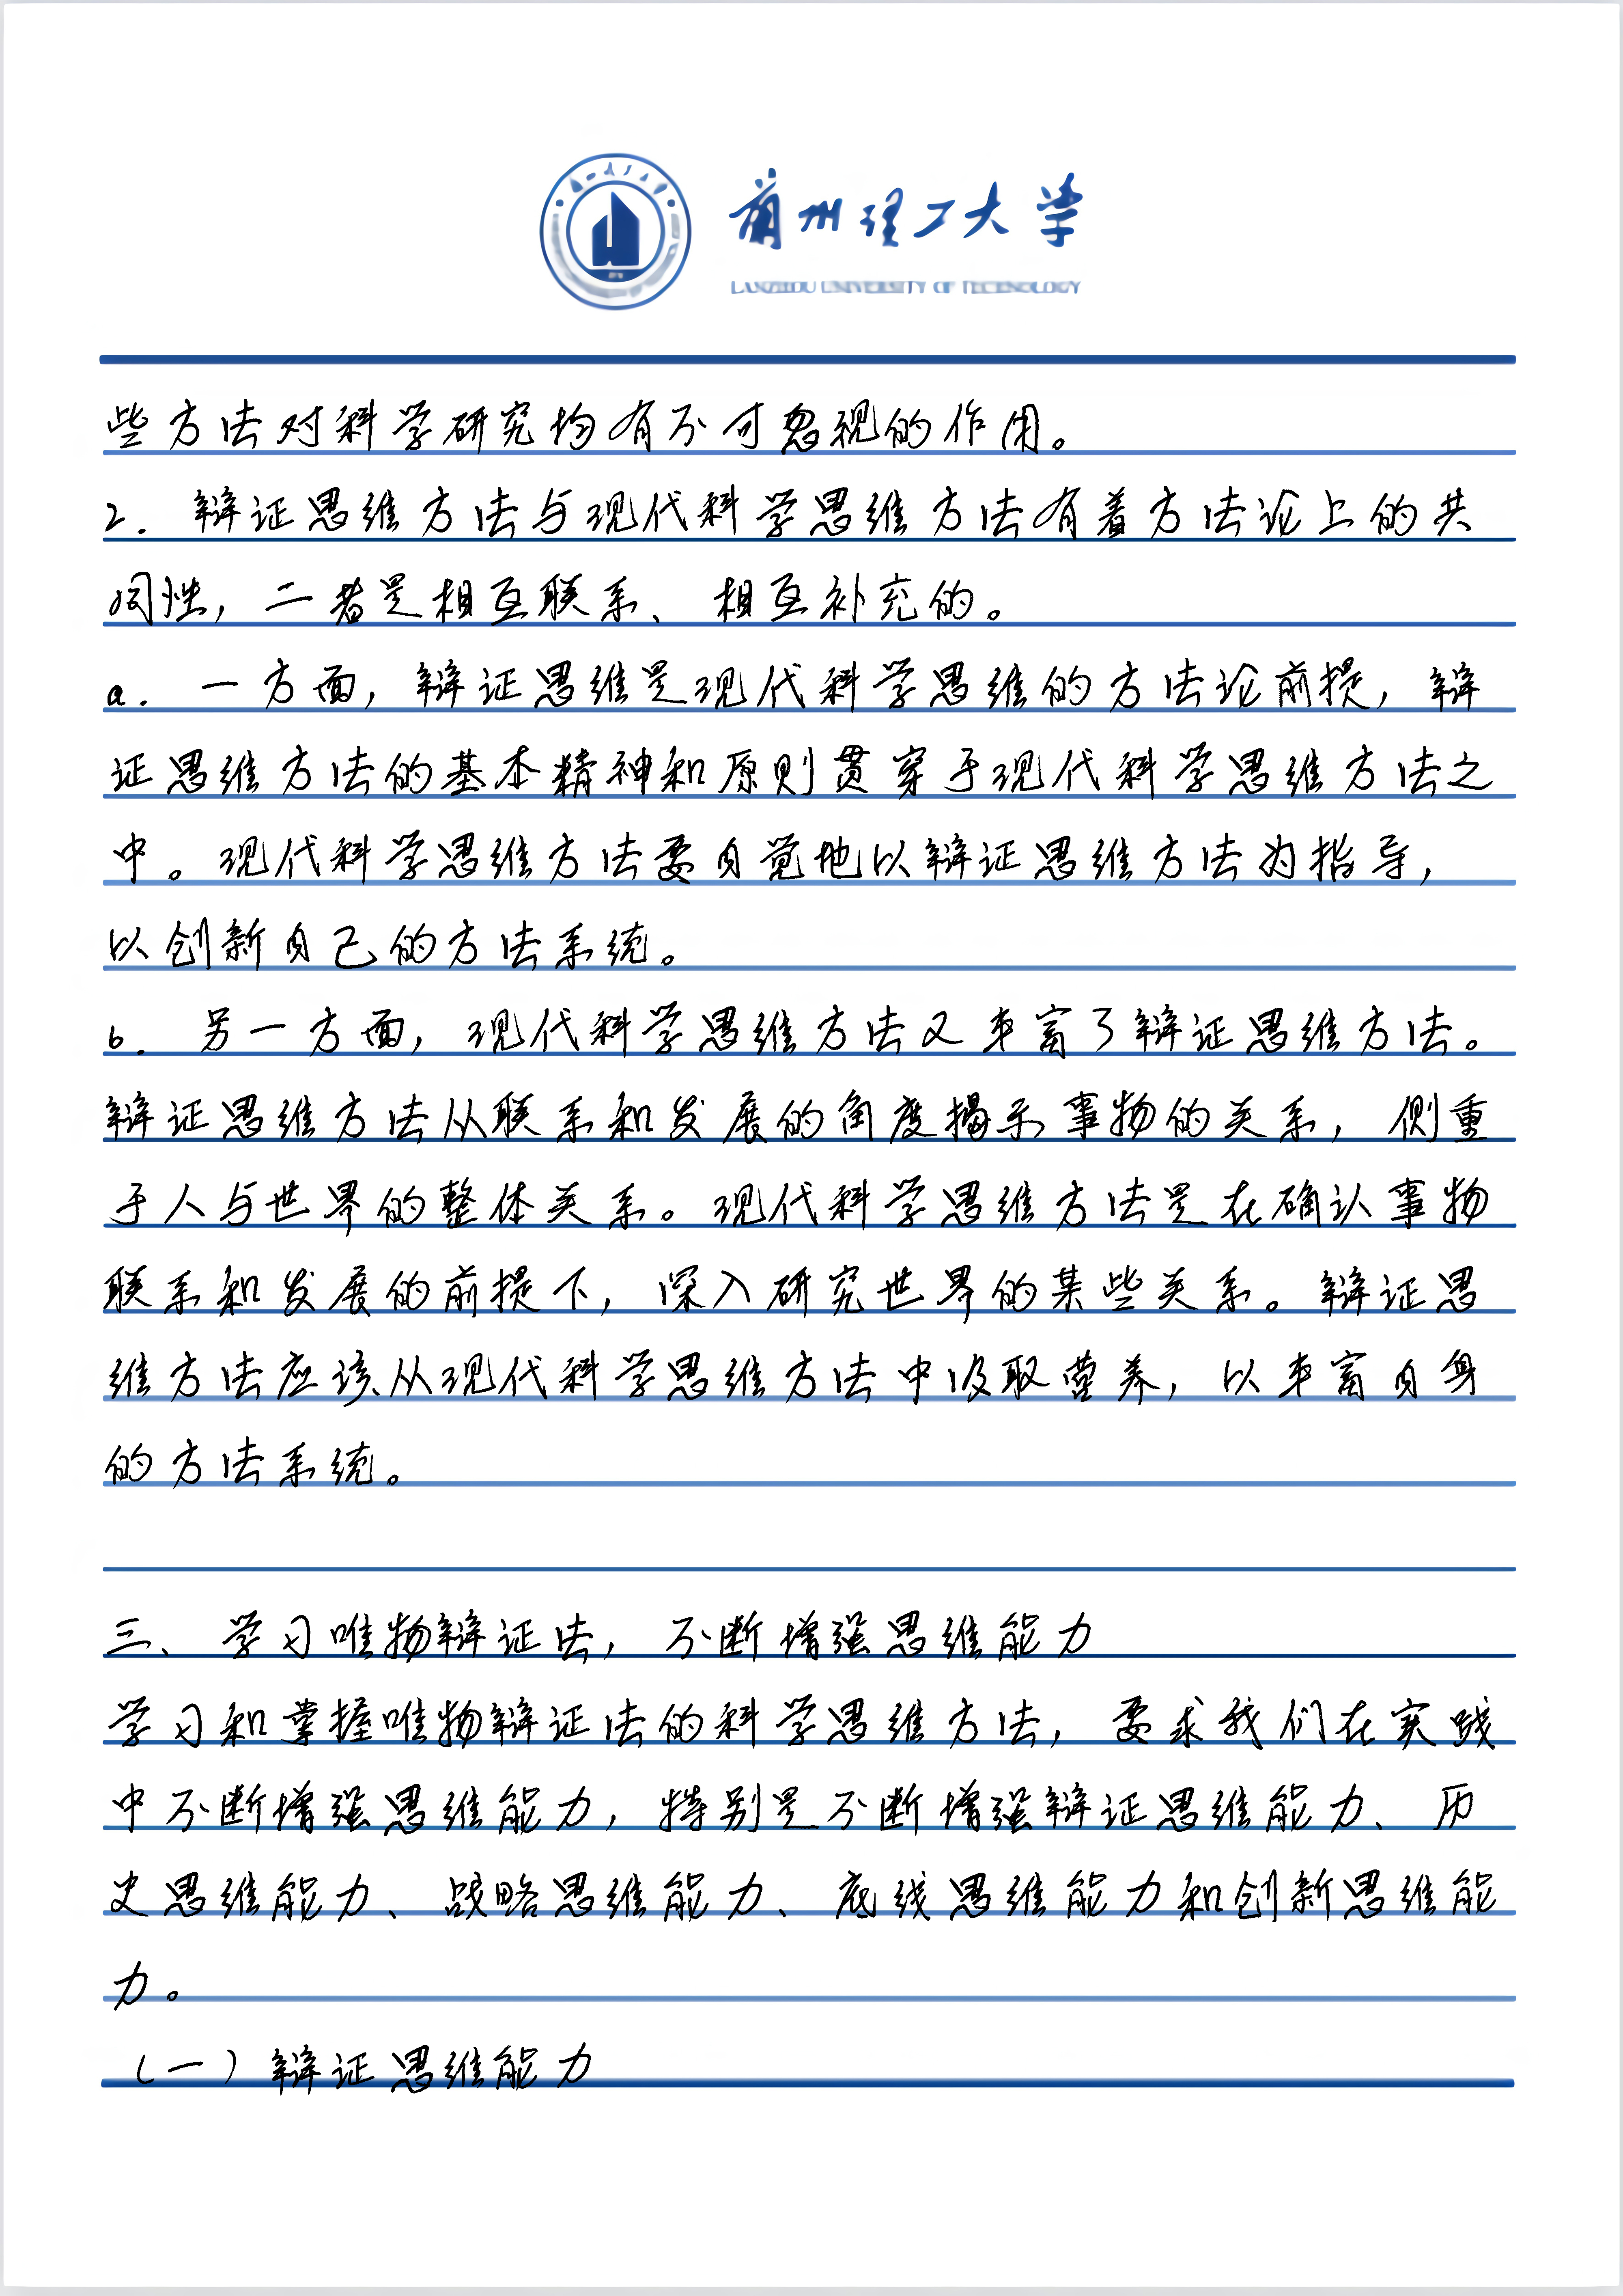 兰州理工大学
LANZHOU UNIVERSITY OF TECHNOLOGY
些方法对科学研究均有不可忽视的作用。
2. 辩证思维方法与现代科学思维方法有着方法论上的共
同性，二者是相互联系、相互补充的。
a. 一方面，辩证思维是现代科学思维的方法论前提，辩
证思维方法的基本精神和原则贯穿于现代科学思维方法之
中。现代科学思维方法要自觉地以辩证思维方法为指导，
以创新自己的方法系统。
b. 另一方面，现代科学思维方法又丰富了辩证思维方法。
辩证思维方法从联系和发展的角度揭示事物的关系，侧重
于人与世界的整体关系。现代科学思维方法是在确认事物
联系和发展的前提下，深入研究世界的某些关系。辩证思
维方法应该从现代科学思维方法中汲取营养，以丰富自身
的方法系统。
三、学习唯物辩证法，不断增强思维能力
学习和掌握唯物辩证法的科学思维方法，要求我们在实践
中不断增强思维能力，特别是不断增强辩证思维能力、历
史思维能力、战略思维能力、底线思维能力和创新思维能
力。
（一）辩证思维能力